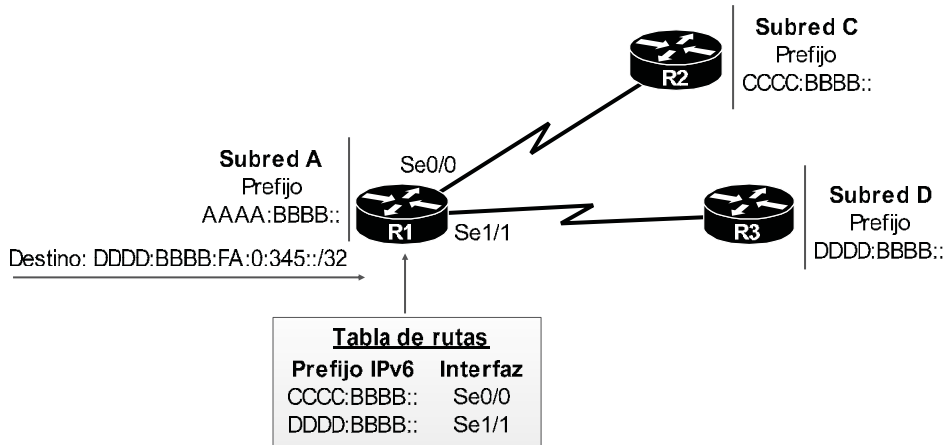 Subred C
Prefijo
CCCC:BBBB::
R2
Subred A
Prefijo
AAAA:BBBB::
Se0/0
R1
Se1/1
R3
Subred D
Prefijo
DDDD:BBBB::
Destino: DDDD:BBBB:FA:0:345::/32
Tabla de rutas
Prefijo IPv6 Interfaz
CCCC:BBBB:: Se0/0
DDDD:BBBB:: Se1/1